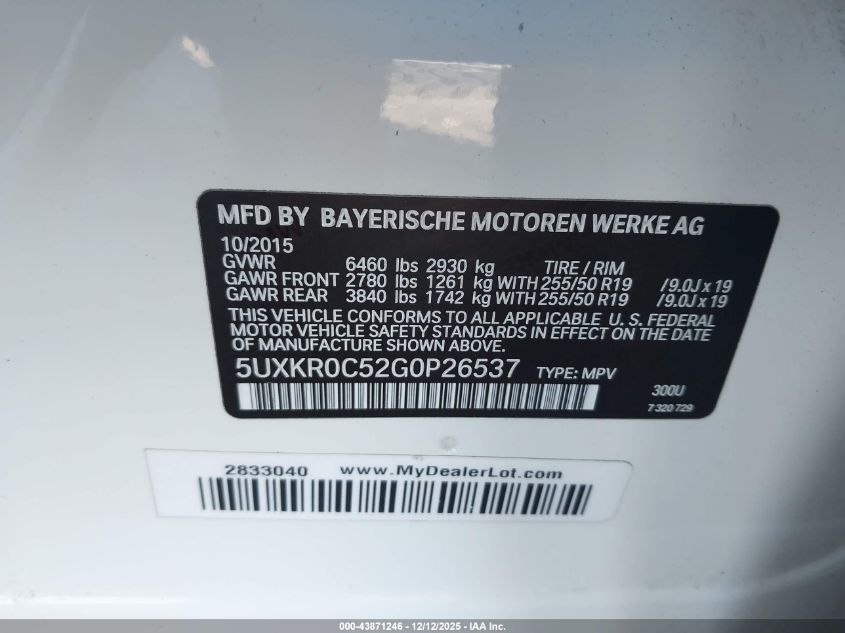 MFD BY BAYERISCHE MOTOREN WERKE AG
10/2015
GVWR 6460 lbs 2930 kg TIRE / RIM
GAWR FRONT 2780 lbs 1261 kg WITH 255/50 R19 /9.0J x 19
GAWR REAR 3840 lbs 1742 kg WITH 255/50 R19 /9.0J x 19
THIS VEHICLE CONFORMS TO ALL APPLICABLE U. S. FEDERAL
MOTOR VEHICLE SAFETY STANDARDS IN EFFECT ON THE DATE
OF MANUFACTURE SHOWN ABOVE.
5UXKR0C52G0P26537 TYPE: MPV
300U
7 320 729
2833040 www.MyDealerLot.com
000-43871246 - 12/12/2025 - IAA Inc.